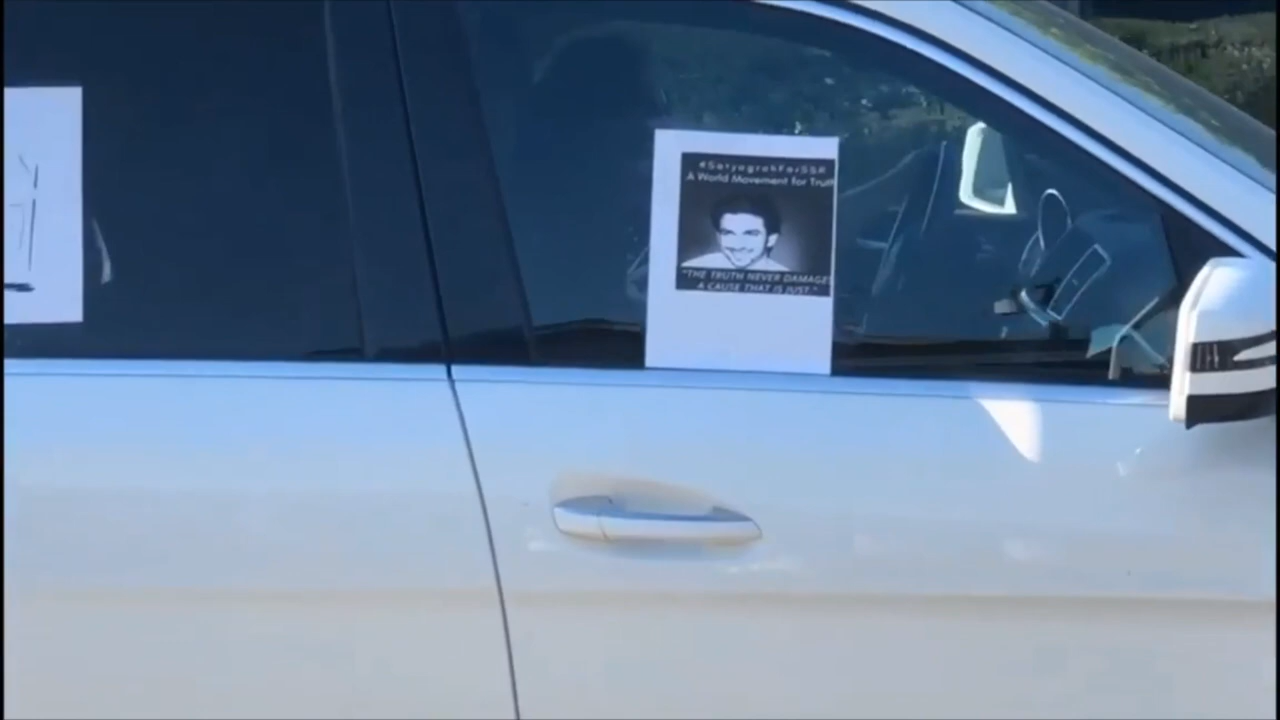 #SatyagrahForSSR
A World Movement for Truth
"THE TRUTH NEVER DAMAGES
A CAUSE THAT IS JUST."